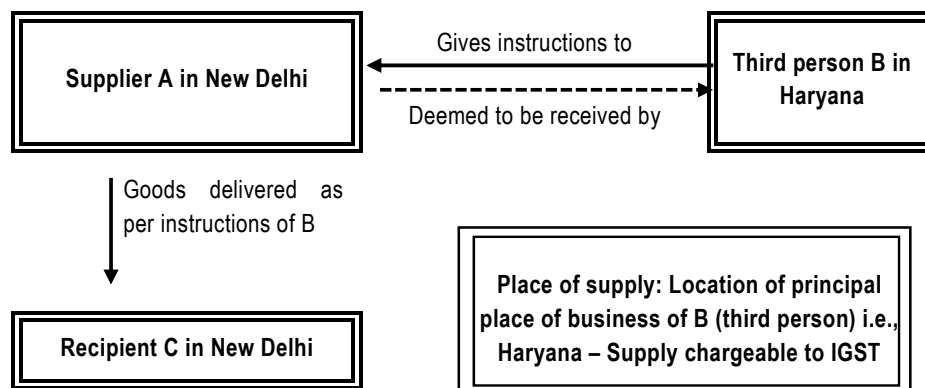 Supplier A in New Delhi
Gives instructions to
Deemed to be received by
Third person B in
Haryana
Goods delivered as
per instructions of B
Recipient C in New Delhi
Place of supply: Location of principal
place of business of B (third person) i.e.,
Haryana – Supply chargeable to IGST